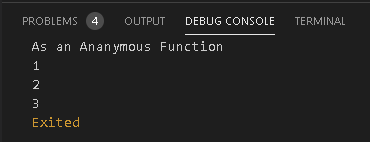 PROBLEMS 4 OUTPUT DEBUG CONSOLE TERMINAL
As an Ananymous Function
1
2
3
Exited